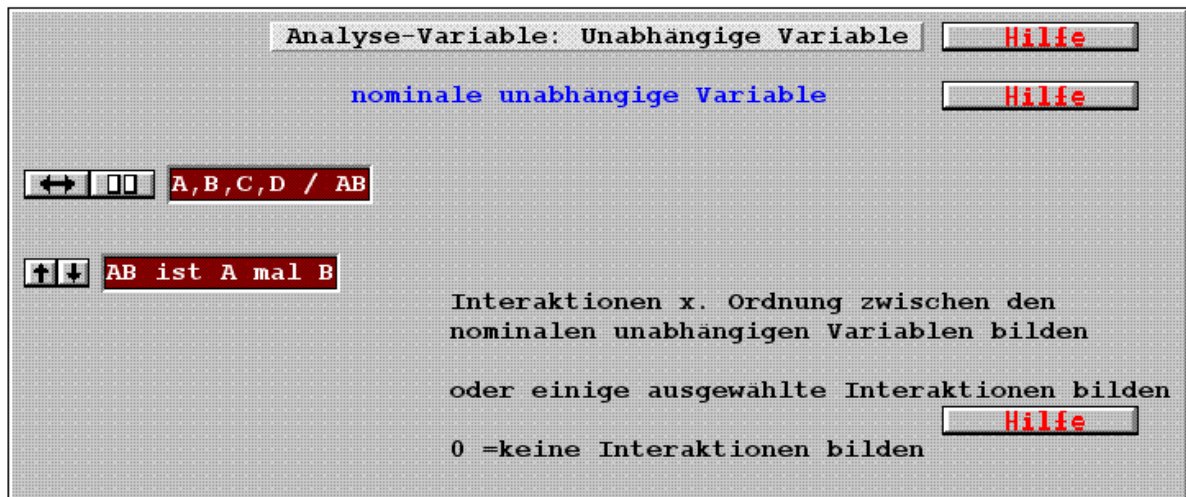 Analyse-Variable: Unabhängige Variable Hilfe
nominale unabhängige Variable Hilfe
A,B,C,D / AB
AB ist A mal B
Interaktionen x. Ordnung zwischen den
nominalen unabhängigen Variablen bilden
oder einige ausgewählte Interaktionen bilden
Hilfe
0 =keine Interaktionen bilden